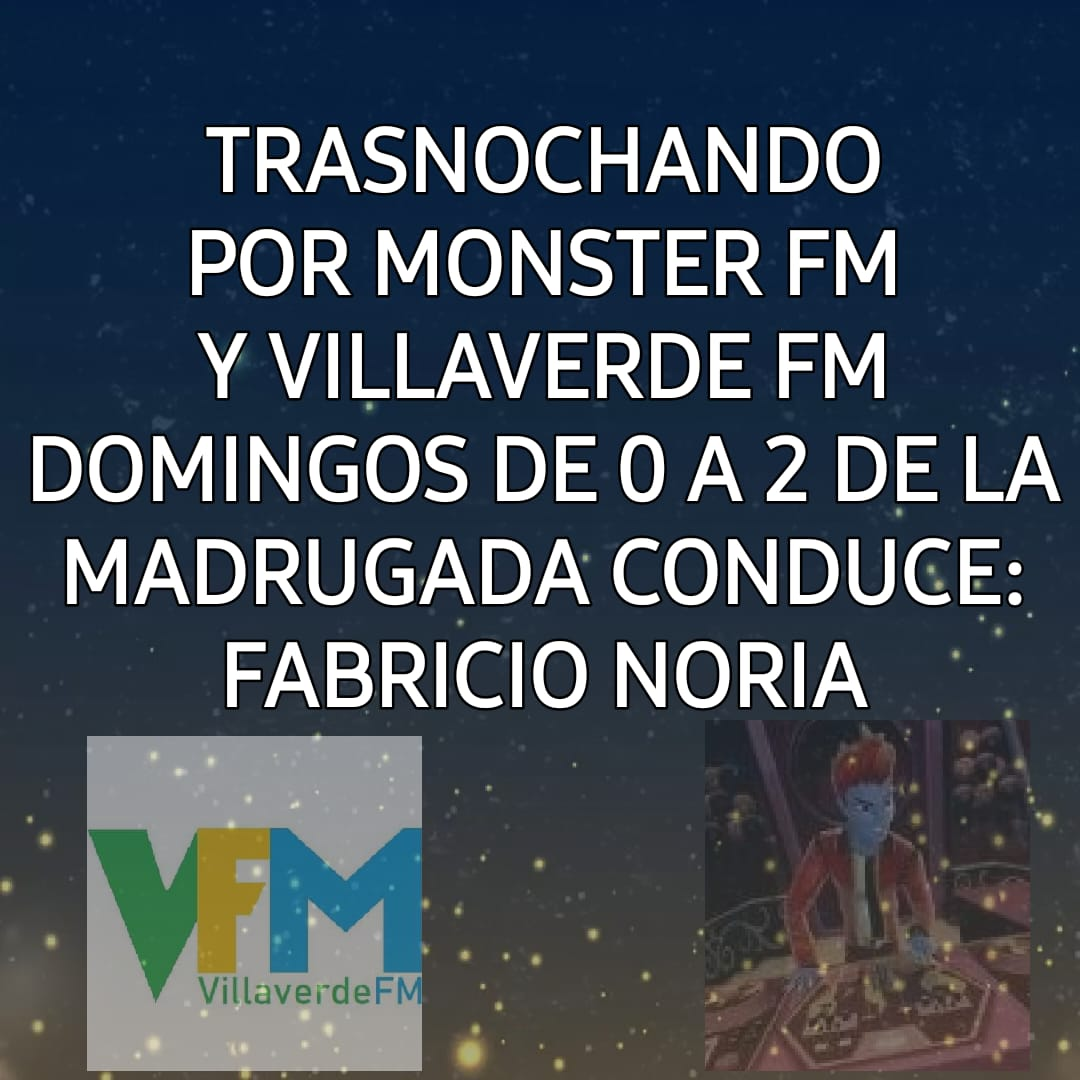 TRASNOCHANDO
POR MONSTER FM
Y VILLAVERDE FM
DOMINGOS DE 0 A 2 DE LA
MADRUGADA CONDUCE:
FABRICIO NORIA
VFM
VillaverdeFM